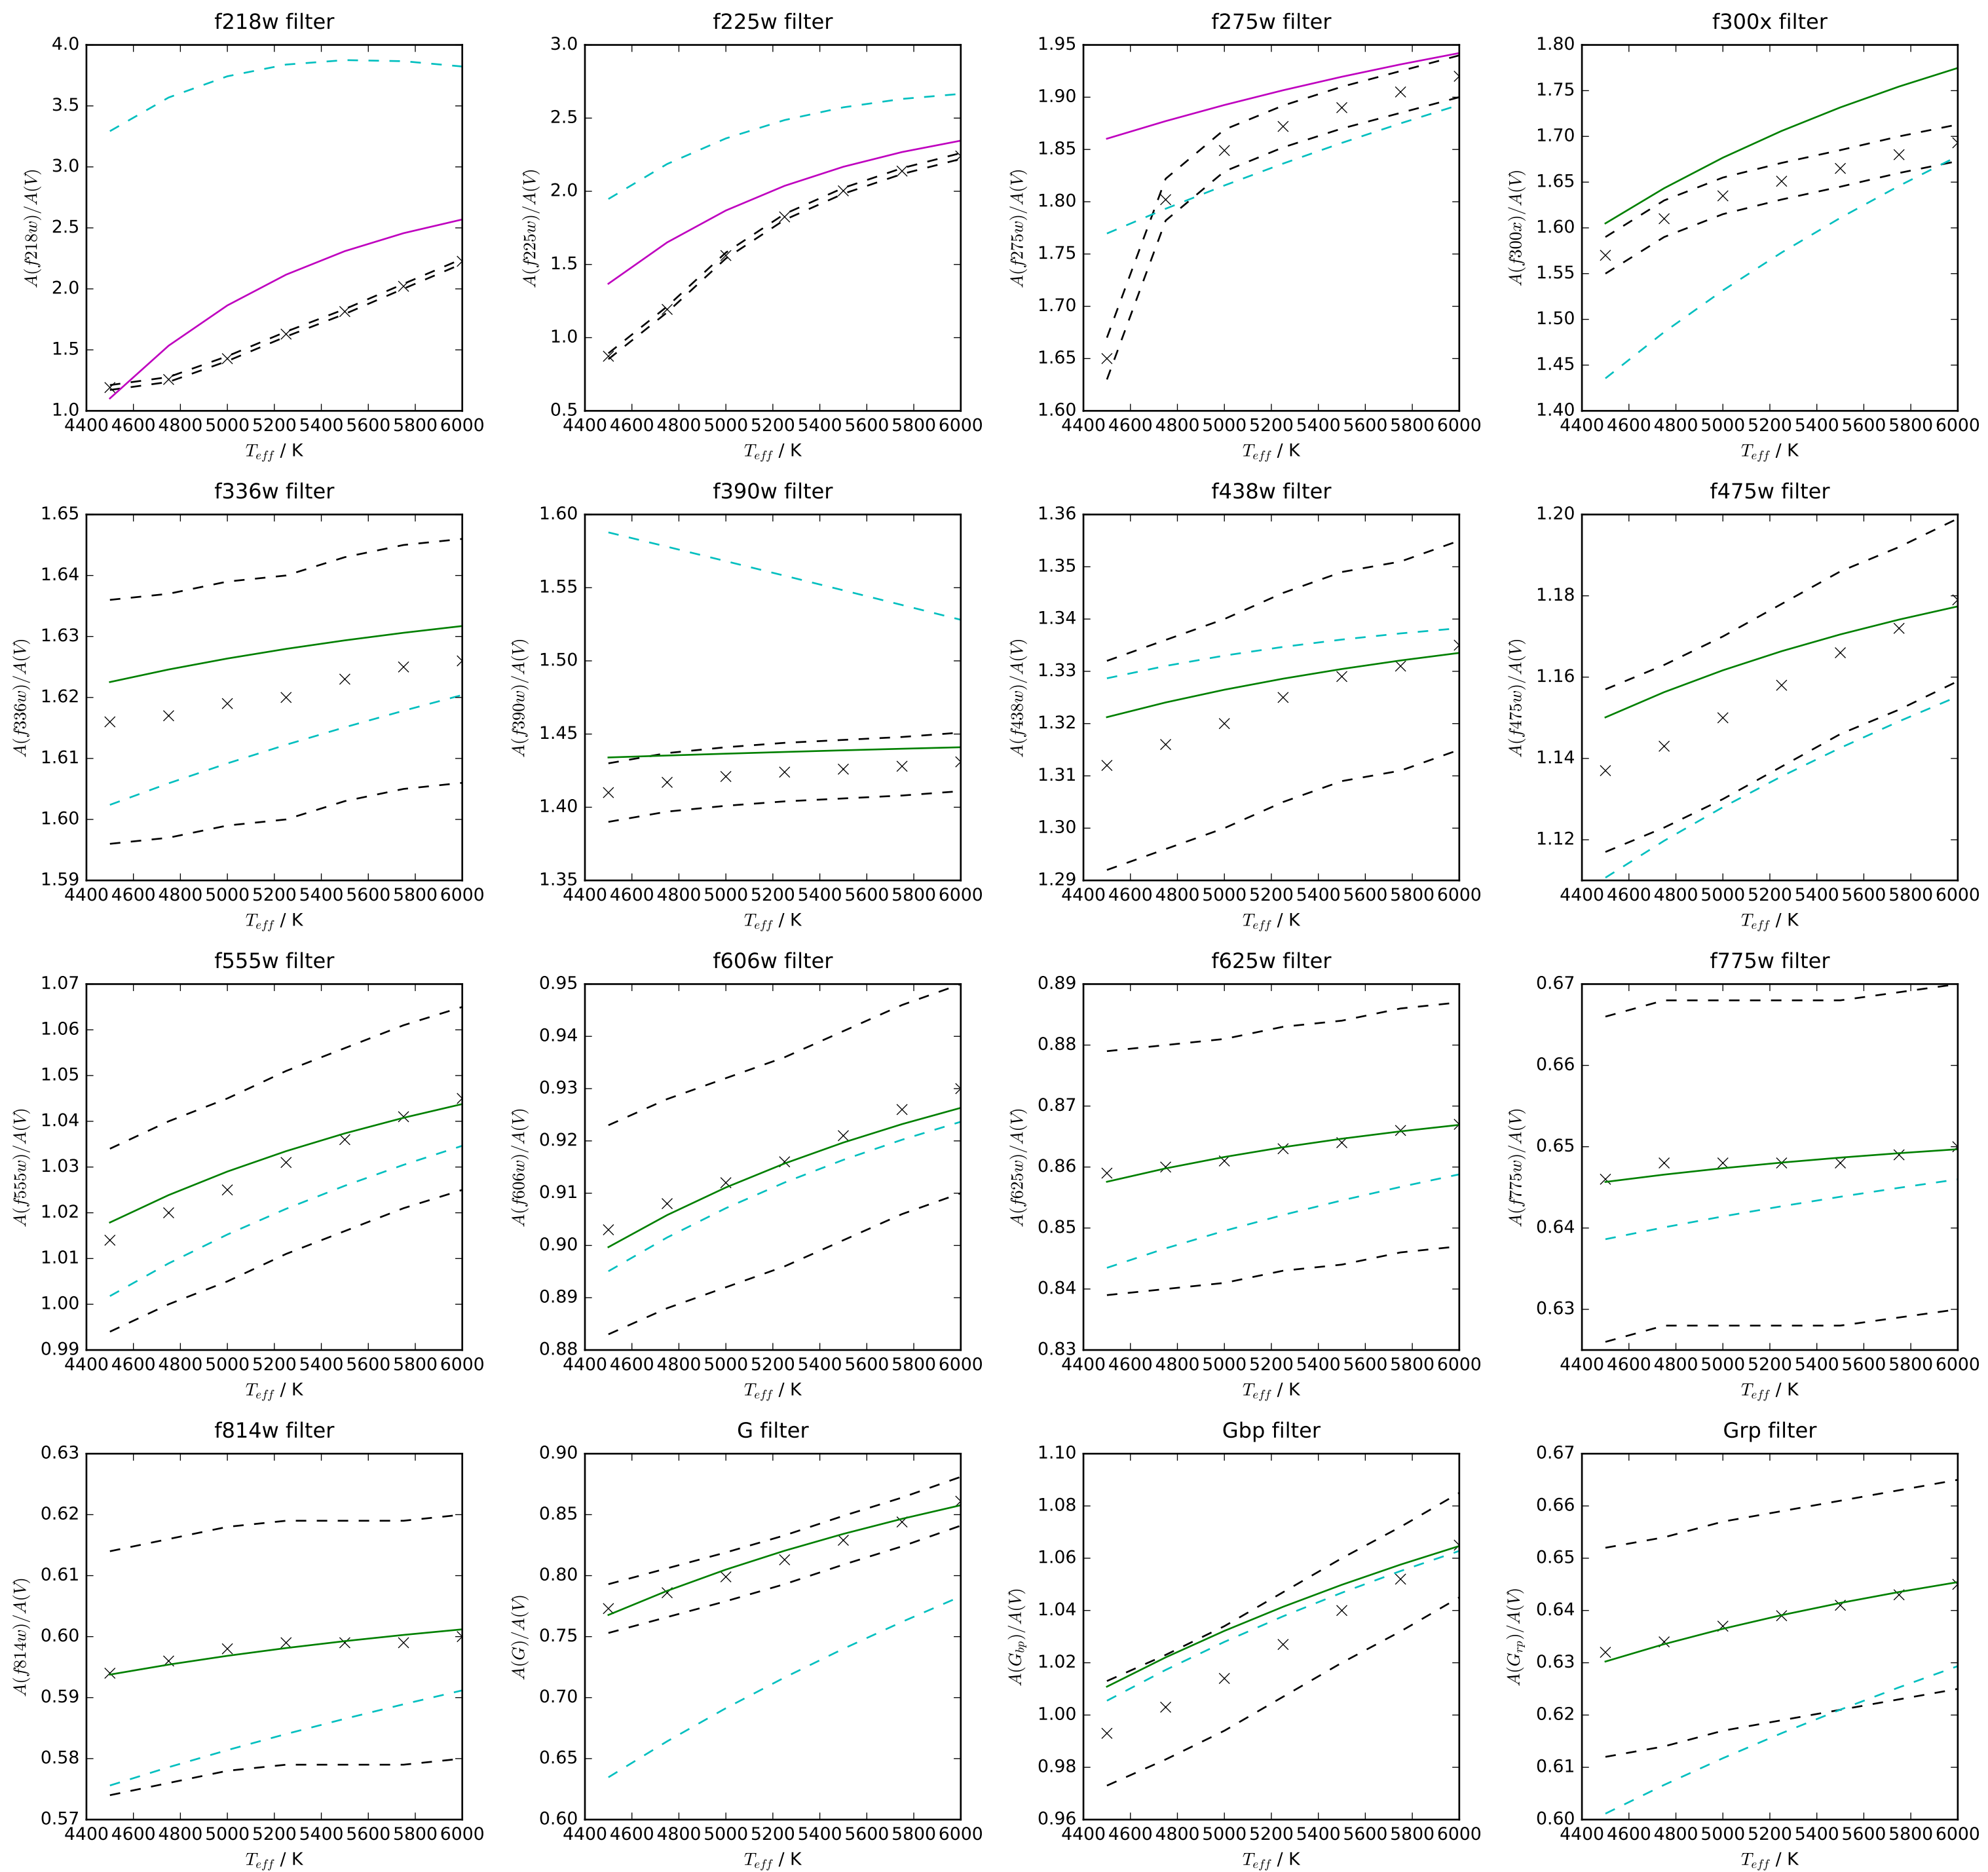 f218w filter f225w filter f275w filter f300x filter
4.0 3.5 3.0 2.5 2.0 1.5 1.0
A(f218w)/A(V)
4400 4600 4800 5000 5200 5400 5600 5800 6000
T_eff / K
3.0 2.5 2.0 1.5 1.0 0.5
A(f225w)/A(V)
4400 4600 4800 5000 5200 5400 5600 5800 6000
T_eff / K
1.95 1.90 1.85 1.80 1.75 1.70 1.65 1.60
A(f275w)/A(V)
4400 4600 4800 5000 5200 5400 5600 5800 6000
T_eff / K
1.80 1.75 1.70 1.65 1.60 1.55 1.50 1.45 1.40
A(f300x)/A(V)
4400 4600 4800 5000 5200 5400 5600 5800 6000
T_eff / K
f336w filter f390w filter f438w filter f475w filter
1.65 1.64 1.63 1.62 1.61 1.60 1.59
A(f336w)/A(V)
4400 4600 4800 5000 5200 5400 5600 5800 6000
T_eff / K
1.60 1.55 1.50 1.45 1.40 1.35
A(f390w)/A(V)
4400 4600 4800 5000 5200 5400 5600 5800 6000
T_eff / K
1.36 1.35 1.34 1.33 1.32 1.31 1.30 1.29
A(f438w)/A(V)
4400 4600 4800 5000 5200 5400 5600 5800 6000
T_eff / K
1.20 1.18 1.16 1.14 1.12
A(f475w)/A(V)
4400 4600 4800 5000 5200 5400 5600 5800 6000
T_eff / K
f555w filter f606w filter f625w filter f775w filter
1.07 1.06 1.05 1.04 1.03 1.02 1.01 1.00 0.99
A(f555w)/A(V)
4400 4600 4800 5000 5200 5400 5600 5800 6000
T_eff / K
0.95 0.94 0.93 0.92 0.91 0.90 0.89 0.88
A(f606w)/A(V)
4400 4600 4800 5000 5200 5400 5600 5800 6000
T_eff / K
0.89 0.88 0.87 0.86 0.85 0.84 0.83
A(f625w)/A(V)
4400 4600 4800 5000 5200 5400 5600 5800 6000
T_eff / K
0.67 0.66 0.65 0.64 0.63
A(f775w)/A(V)
4400 4600 4800 5000 5200 5400 5600 5800 6000
T_eff / K
f814w filter G filter Gbp filter Grp filter
0.63 0.62 0.61 0.60 0.59 0.58 0.57
A(f814w)/A(V)
4400 4600 4800 5000 5200 5400 5600 5800 6000
T_eff / K
0.90 0.85 0.80 0.75 0.70 0.65 0.60
A(G)/A(V)
4400 4600 4800 5000 5200 5400 5600 5800 6000
T_eff / K
1.10 1.08 1.06 1.04 1.02 1.00 0.98 0.96
A(G_bp)/A(V)
4400 4600 4800 5000 5200 5400 5600 5800 6000
T_eff / K
0.67 0.66 0.65 0.64 0.63 0.62 0.61 0.60
A(G_rp)/A(V)
4400 4600 4800 5000 5200 5400 5600 5800 6000
T_eff / K